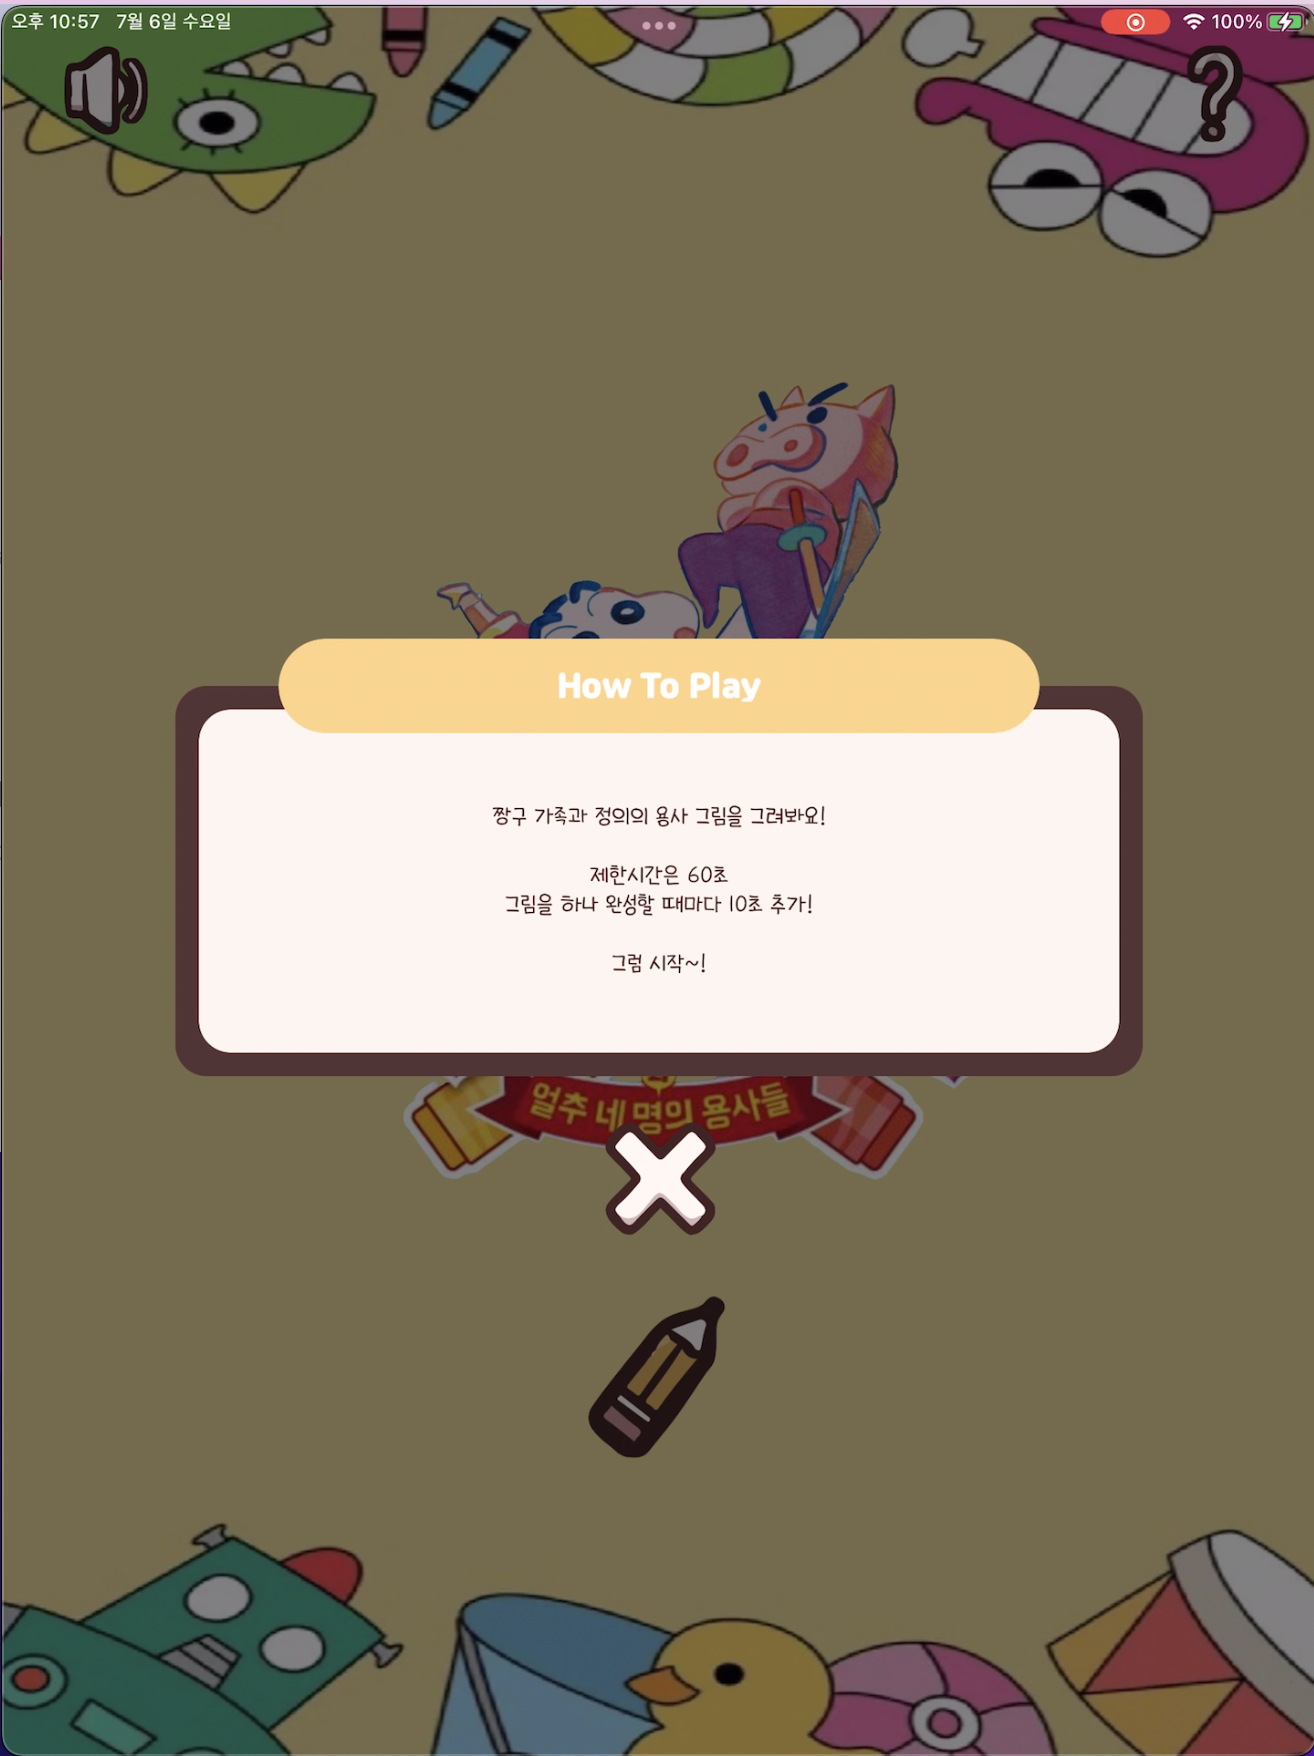 오후 10:57 7월 6일 수요일
100%
How To Play
짱구 가족과 정의의 용사 그림을 그려봐요!
제한시간은 60초
그림을 하나 완성할 때마다 10초 추가!
그럼 시작~!
얼추 네 명의 용사들